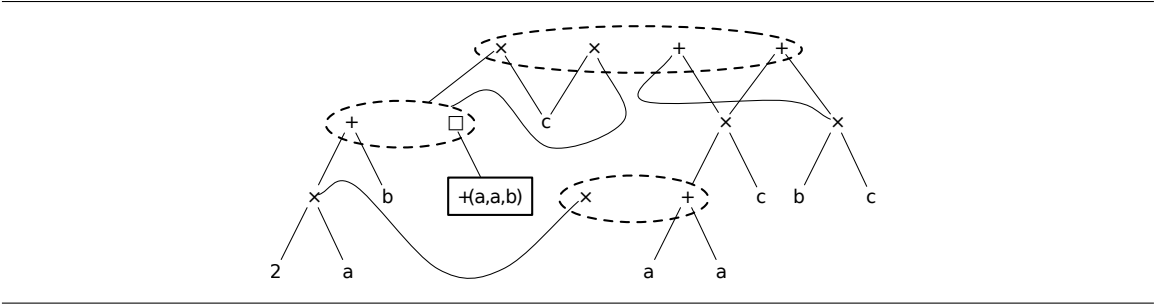 × × + +
+ □ c × ×
× b +(a,a,b) × + c b c
2 a a a